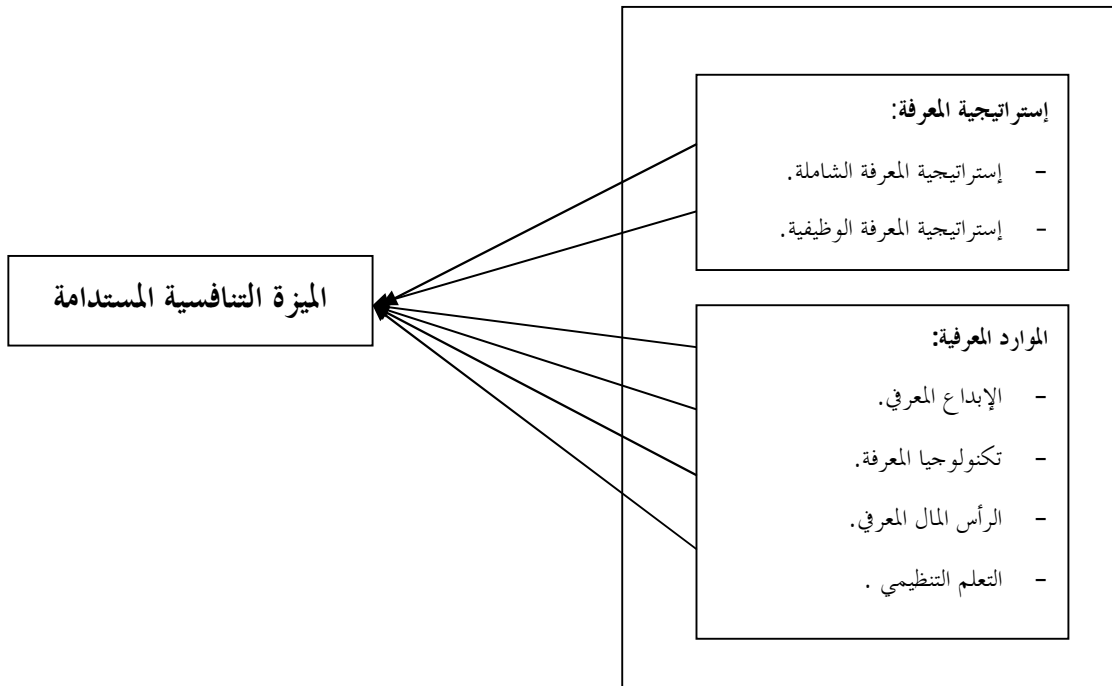 إستراتيجية المعرفة:
- إستراتيجية المعرفة الشاملة.
- إستراتيجية المعرفة الوظيفية.
الميزة التنافسية المستدامة
الموارد المعرفية:
- الإبداع المعرفي.
- تكنولوجيا المعرفة.
- الرأس المال المعرفي.
- التعلم التنظيمي .